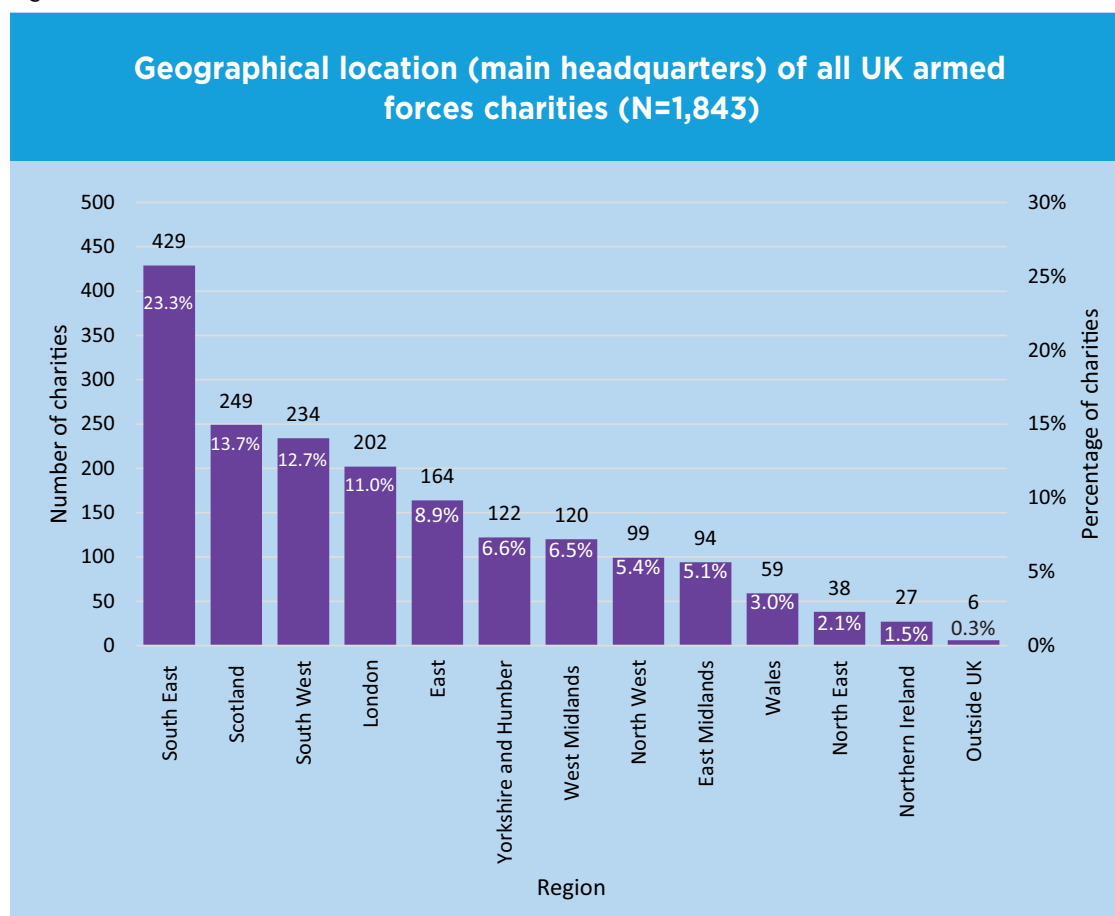 Geographical location (main headquarters) of all UK armed
forces charities (N=1,843)
Number of charities
500
450
400
350
300
250
200
150
100
50
0
30%
25%
20%
15%
10%
5%
0%
Percentage of charities
429
23.3%
249
13.7%
234
12.7%
202
11.0%
164
8.9%
122
6.6%
120
6.5%
99
5.4%
94
5.1%
59
3.0%
38
2.1%
27
1.5%
6
0.3%
South East
Scotland
South West
London
East
Yorkshire and Humber
West Midlands
North West
East Midlands
Wales
North East
Northern Ireland
Outside UK
Region